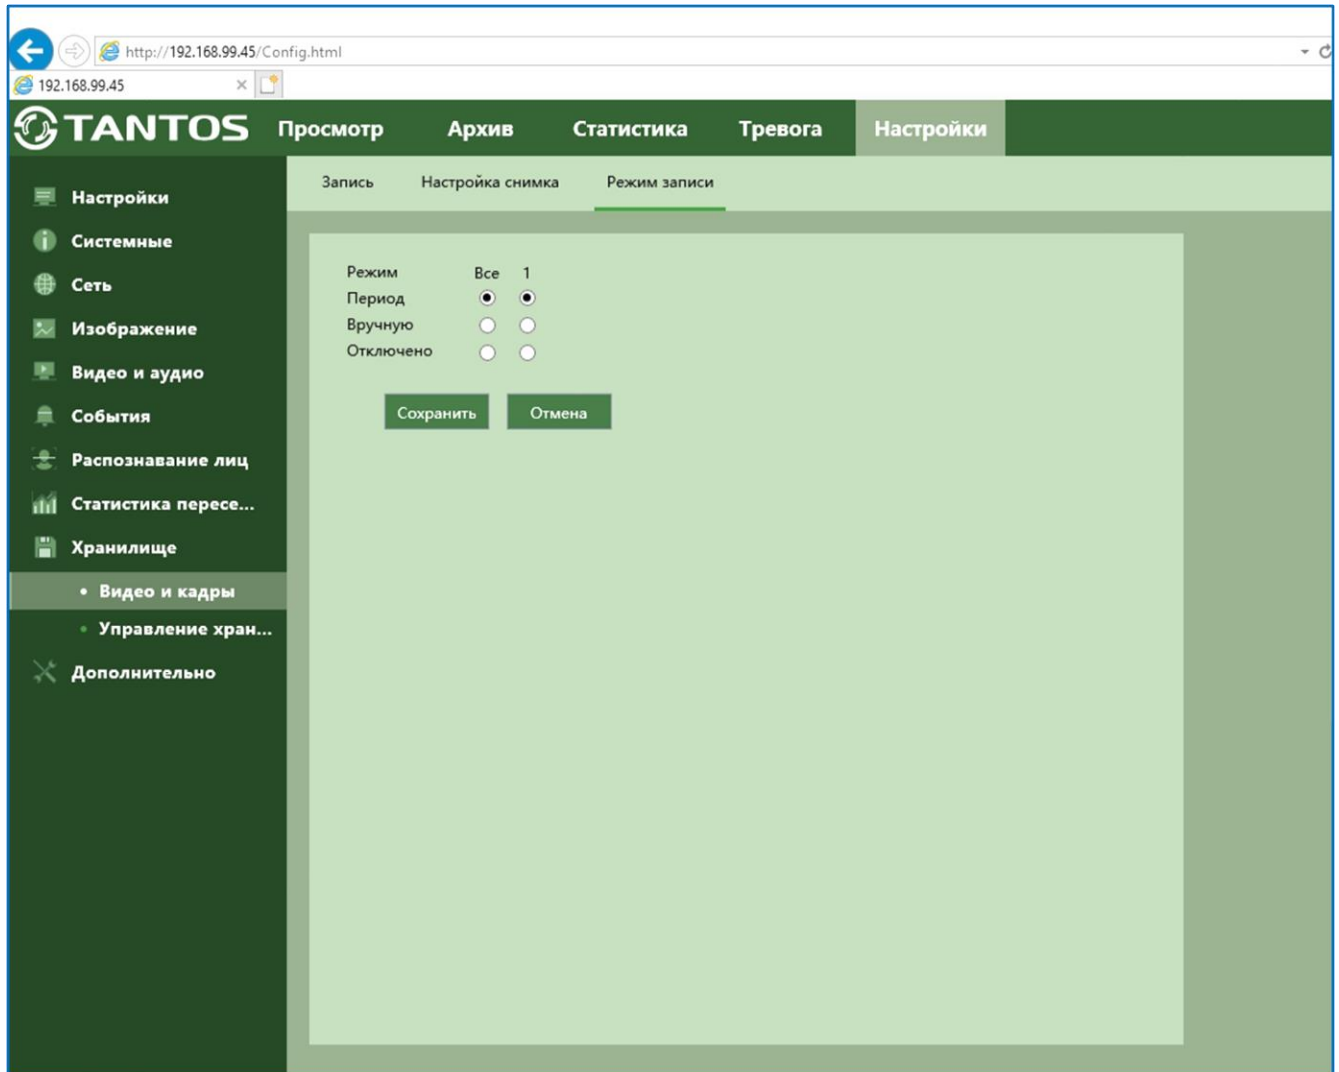 http://192.168.99.45/Config.html
192.168.99.45
TANTOS Просмотр Архив Статистика Тревога Настройки
Запись Настройка снимка Режим записи
Настройки
Системные
Сеть
Изображение
Видео и аудио
События
Распознавание лиц
Статистика пересе...
Хранилище
• Видео и кадры
• Управление хран...
Дополнительно
Режим Все 1
Период
Вручную
Отключено
Сохранить Отмена